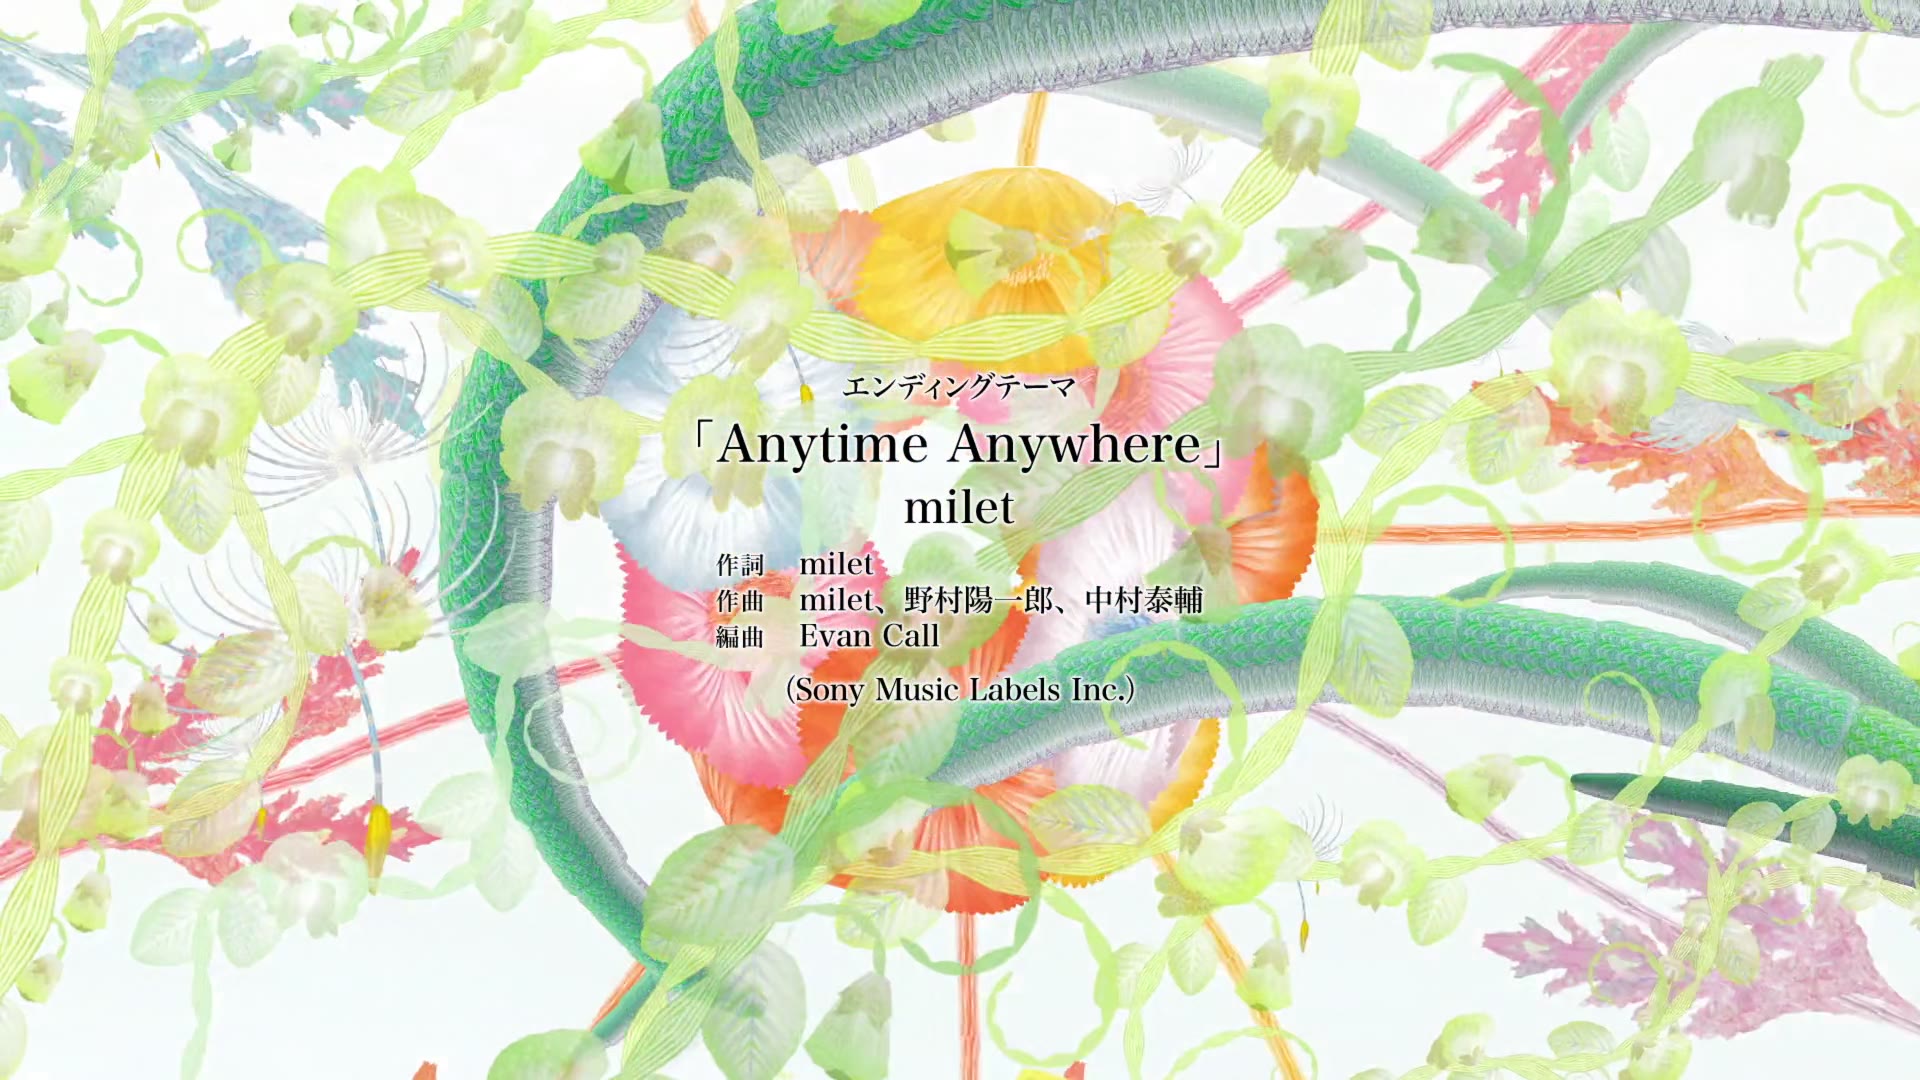 エンディングテーマ
「Anytime Anywhere」
milet
作詞 milet
作曲 milet、野村陽一郎、中村泰輔
編曲 Evan Call
（Sony Music Labels Inc.）